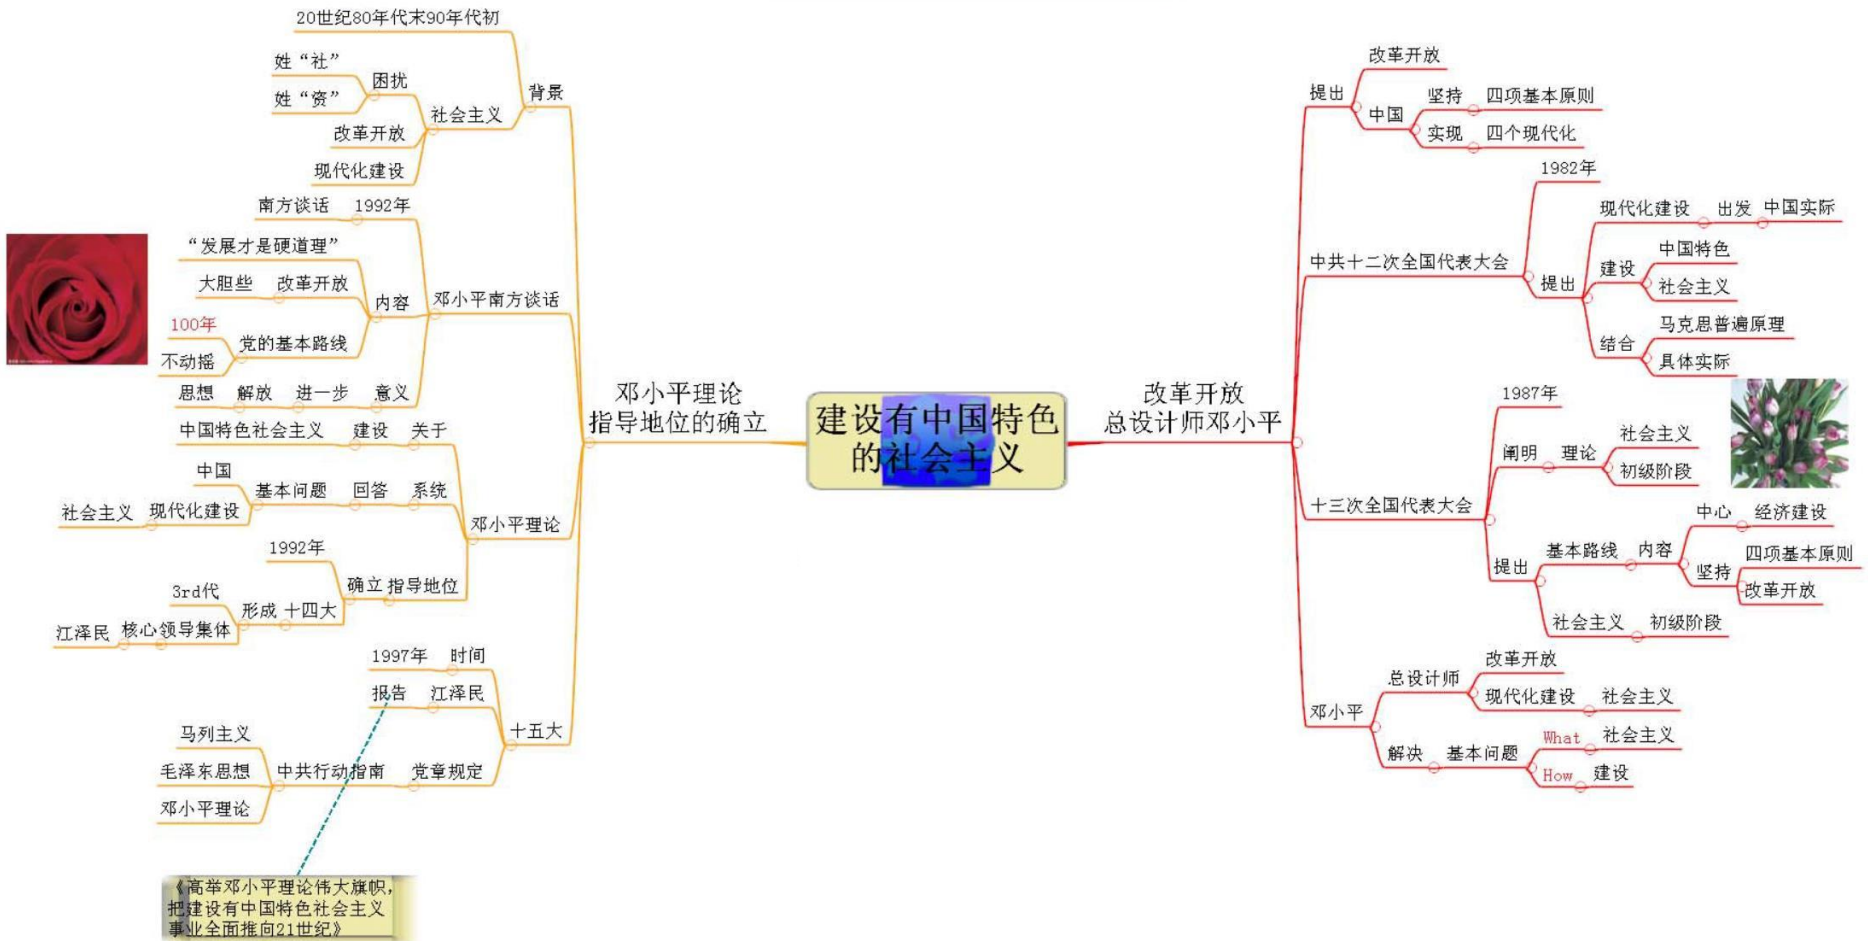 建设有中国特色
的社会主义
改革开放
总设计师邓小平
提出
改革开放
中国
坚持
四项基本原则
实现
四个现代化
中共十二次全国代表大会
1982年
提出
现代化建设
出发
中国实际
建设
中国特色
社会主义
结合
马克思普遍原理
具体实际
十三次全国代表大会
1987年
阐明
理论
社会主义
初级阶段
提出
基本路线
内容
中心
经济建设
坚持
四项基本原则
改革开放
社会主义
初级阶段
邓小平
总设计师
改革开放
现代化建设
社会主义
解决
基本问题
What
社会主义
How
建设
邓小平理论
指导地位的确立
背景
20世纪80年代末90年代初
社会主义
困扰
姓“社”
姓“资”
改革开放
现代化建设
邓小平南方谈话
1992年
南方谈话
内容
“发展才是硬道理”
改革开放
大胆些
党的基本路线
100年
不动摇
意义
进一步
解放
思想
邓小平理论
关于
建设
中国特色社会主义
系统
回答
基本问题
中国
现代化建设
社会主义
指导地位
确立
1992年
十四大
形成
3rd代
核心领导集体
江泽民
十五大
时间
1997年
江泽民
报告
党章规定
中共行动指南
马列主义
毛泽东思想
邓小平理论
《高举邓小平理论伟大旗帜,
把建设有中国特色社会主义
事业全面推向21世纪》